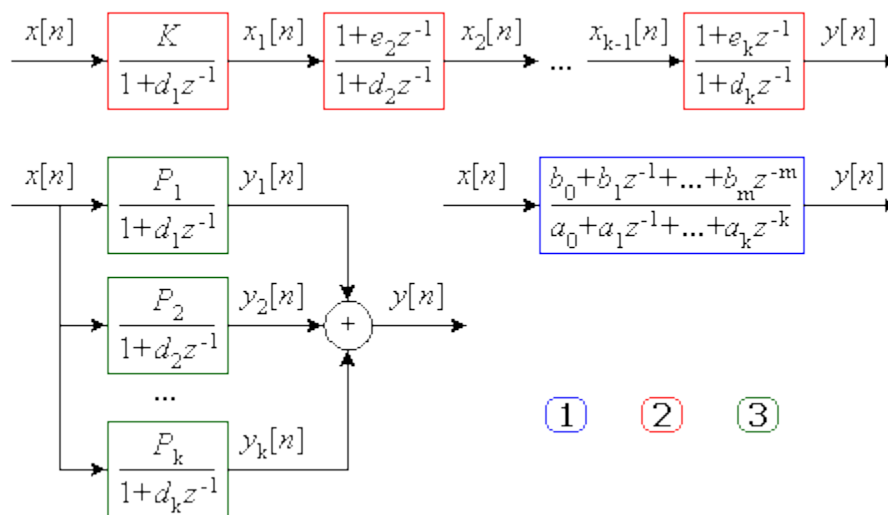 x[n] K x₁[n] 1+e₂z⁻¹ x₂[n] ... xₖ₋₁[n] 1+eₖz⁻¹ y[n]
1+d₁z⁻¹ 1+d₂z⁻¹ 1+dₖz⁻¹
x[n] P₁ y₁[n] x[n] b₀+b₁z⁻¹+...+bₘz⁻ᵐ y[n]
1+d₁z⁻¹ a₀+a₁z⁻¹+...+aₖz⁻ᵏ
P₂ y₂[n] + y[n]
1+d₂z⁻¹
...
1 2 3
Pₖ yₖ[n]
1+dₖz⁻¹